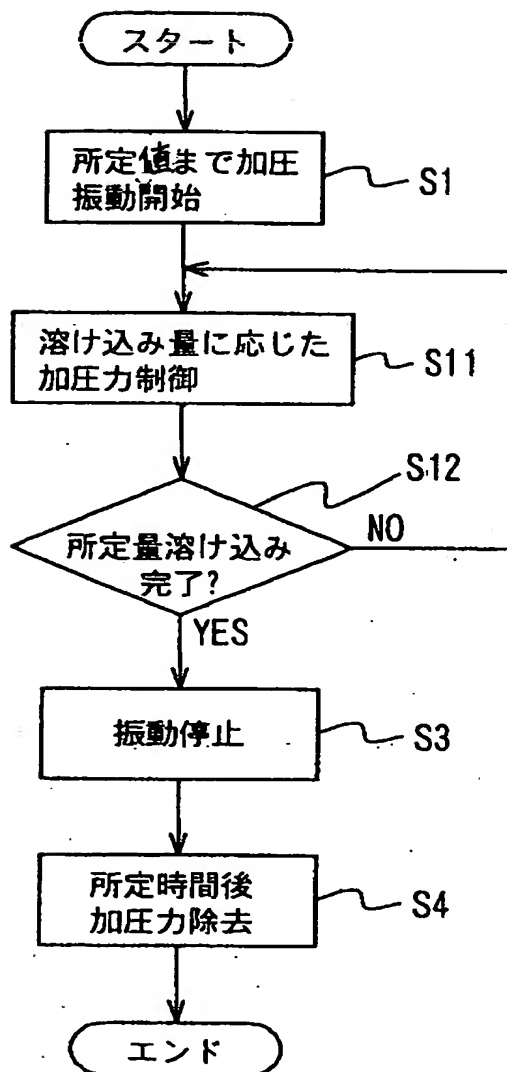 スタート
所定値まで加圧
振動開始
S1
溶け込み量に応じた
加圧力制御
S11
S12
所定量溶け込み
完了?
NO
YES
振動停止
S3
所定時間後
加圧力除去
S4
エンド